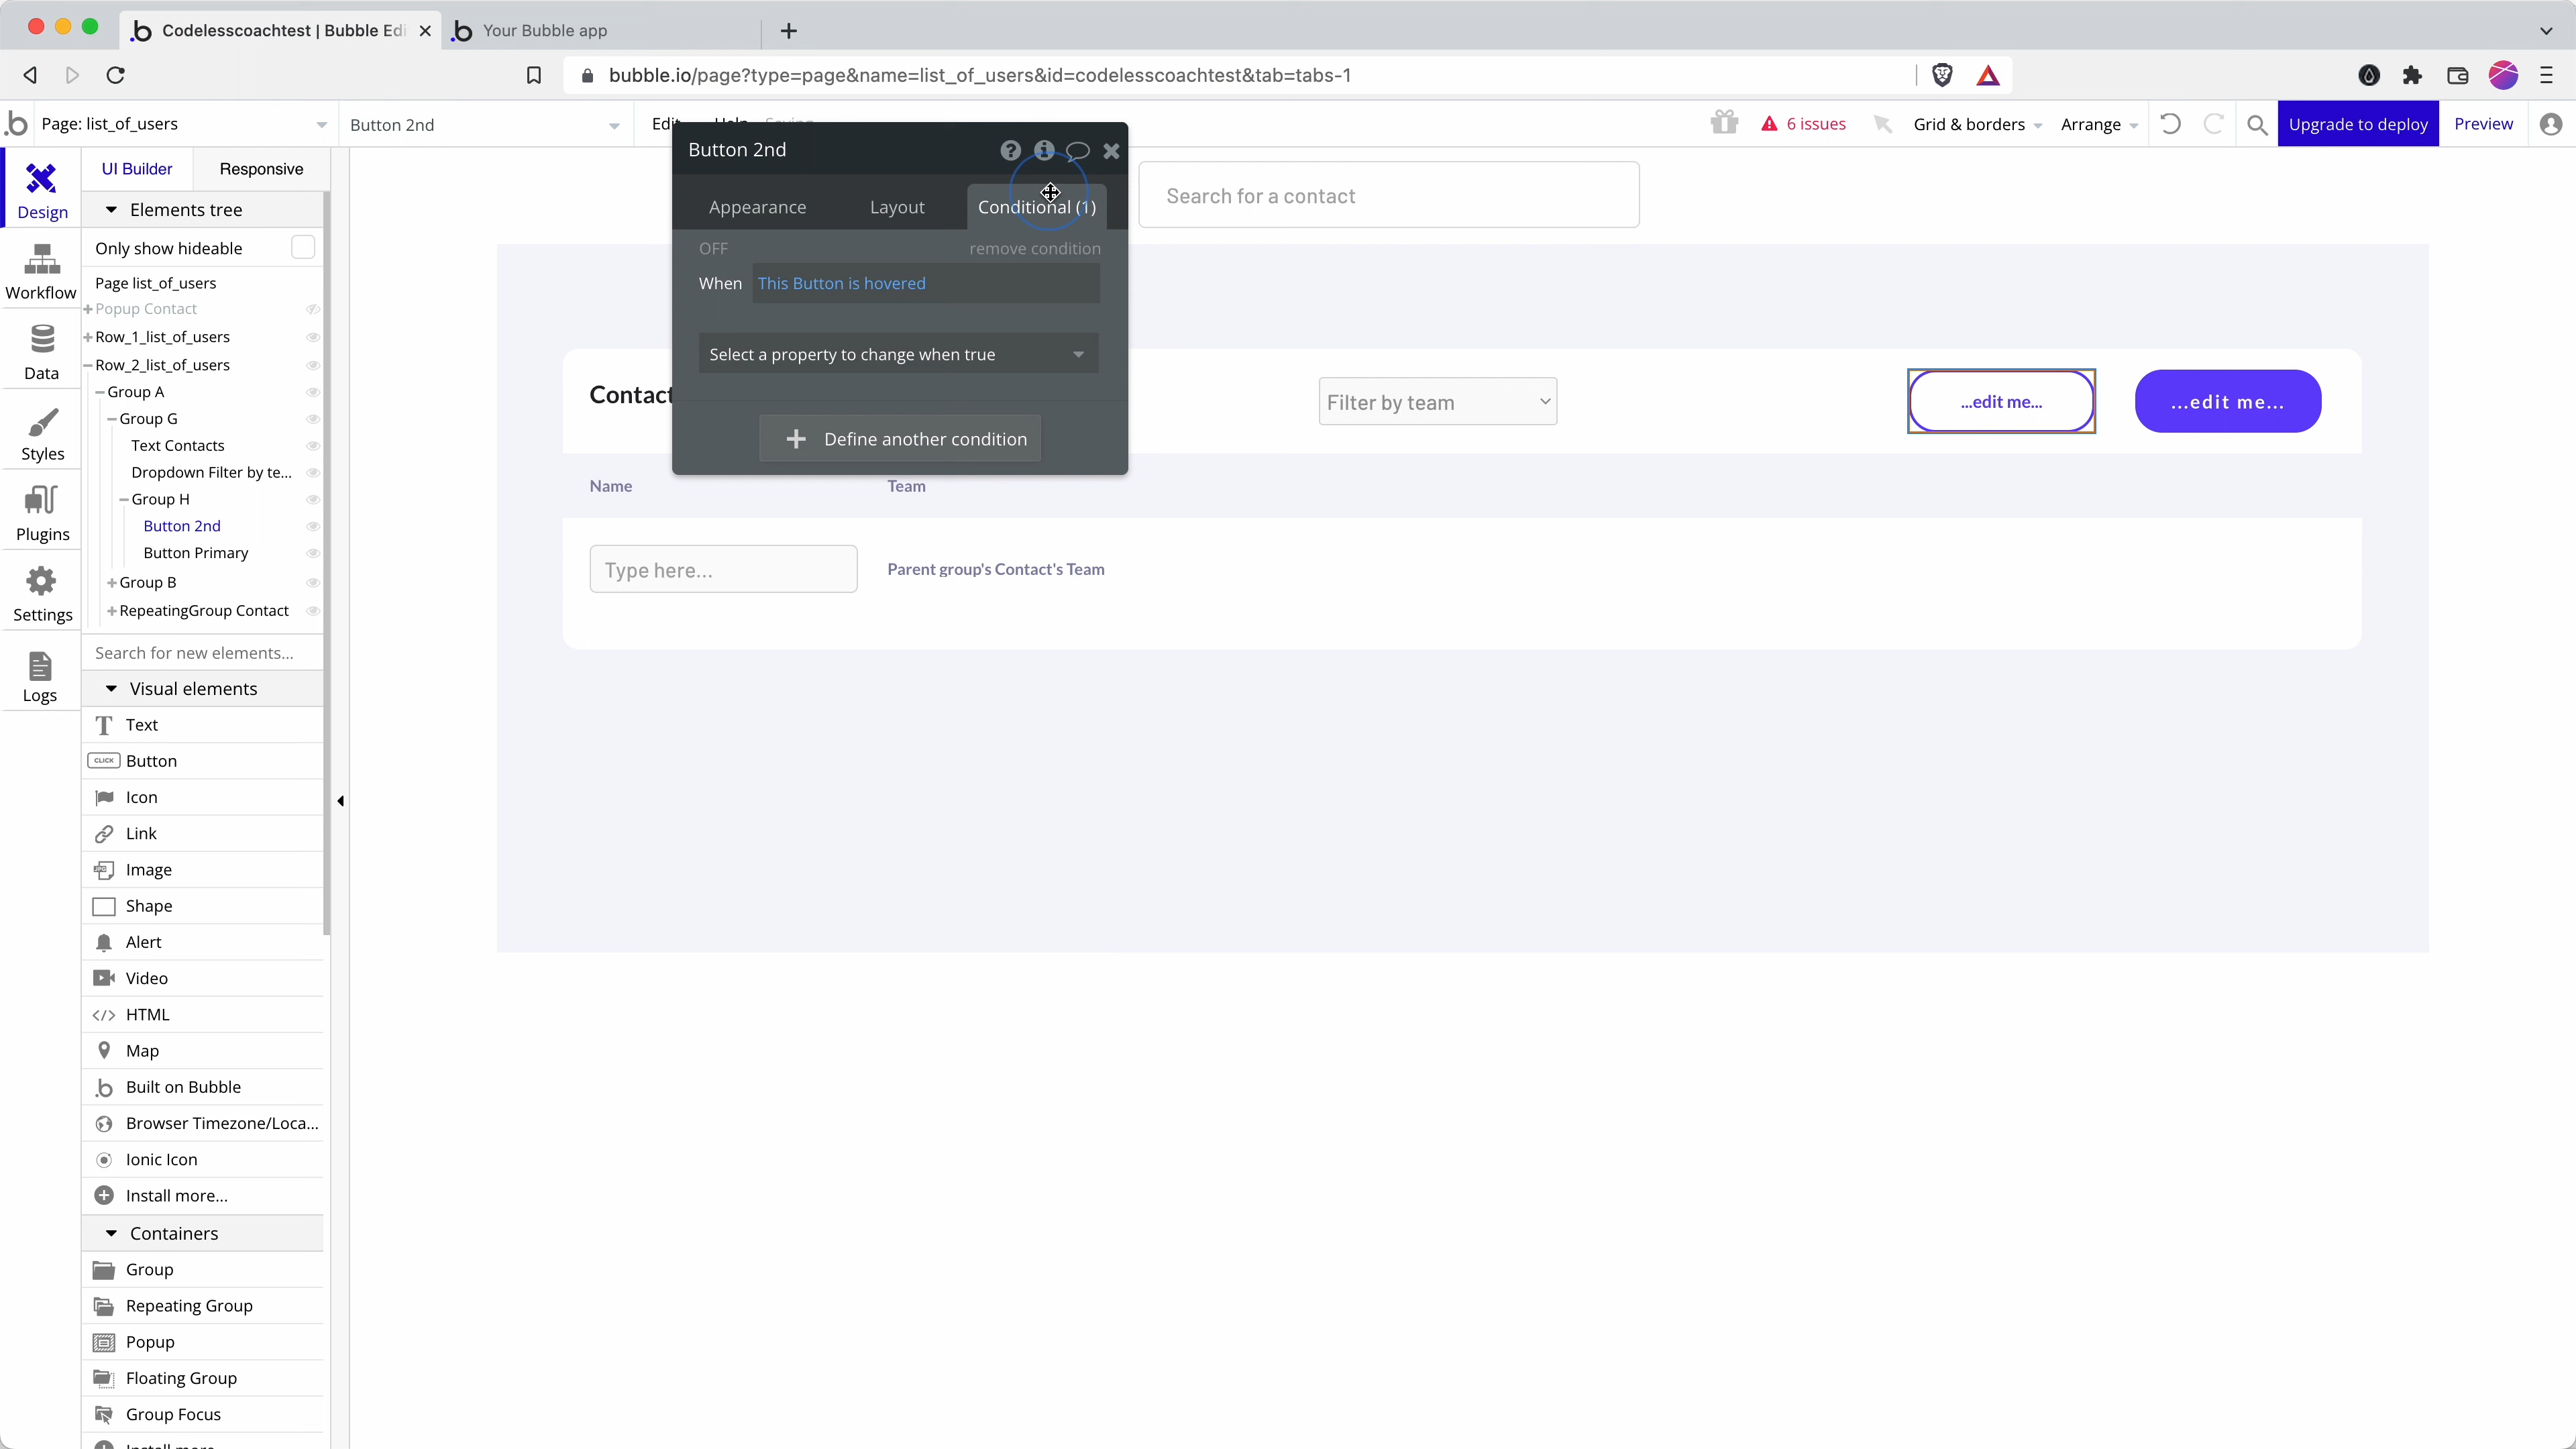 Codelesscoachtest | Bubble Edi
Your Bubble app
bubble.io/page?type=page&name=list_of_users&id=codelesscoachtest&tab=tabs-1
Page: list_of_users
Button 2nd
Edit
Help
Saving
6 issues
Grid & borders
Arrange
Upgrade to deploy
Preview
Design
Workflow
Data
Styles
Plugins
Settings
Logs
UI Builder
Responsive
Elements tree
Only show hideable
Page list_of_users
Popup Contact
Row_1_list_of_users
Row_2_list_of_users
Group A
Group G
Text Contacts
Dropdown Filter by te...
Group H
Button 2nd
Button Primary
Group B
RepeatingGroup Contact
Search for new elements...
Visual elements
Text
CLICK Button
Icon
Link
Image
Shape
Alert
Video
HTML
Map
Built on Bubble
Browser Timezone/Loca...
Ionic Icon
Install more...
Containers
Group
Repeating Group
Popup
Floating Group
Group Focus
Install more
Button 2nd
Appearance
Layout
Conditional (1)
OFF
remove condition
When
This Button is hovered
Select a property to change when true
Define another condition
Search for a contact
Contact
Filter by team
...edit me...
...edit me...
Name
Team
Type here...
Parent group's Contact's Team